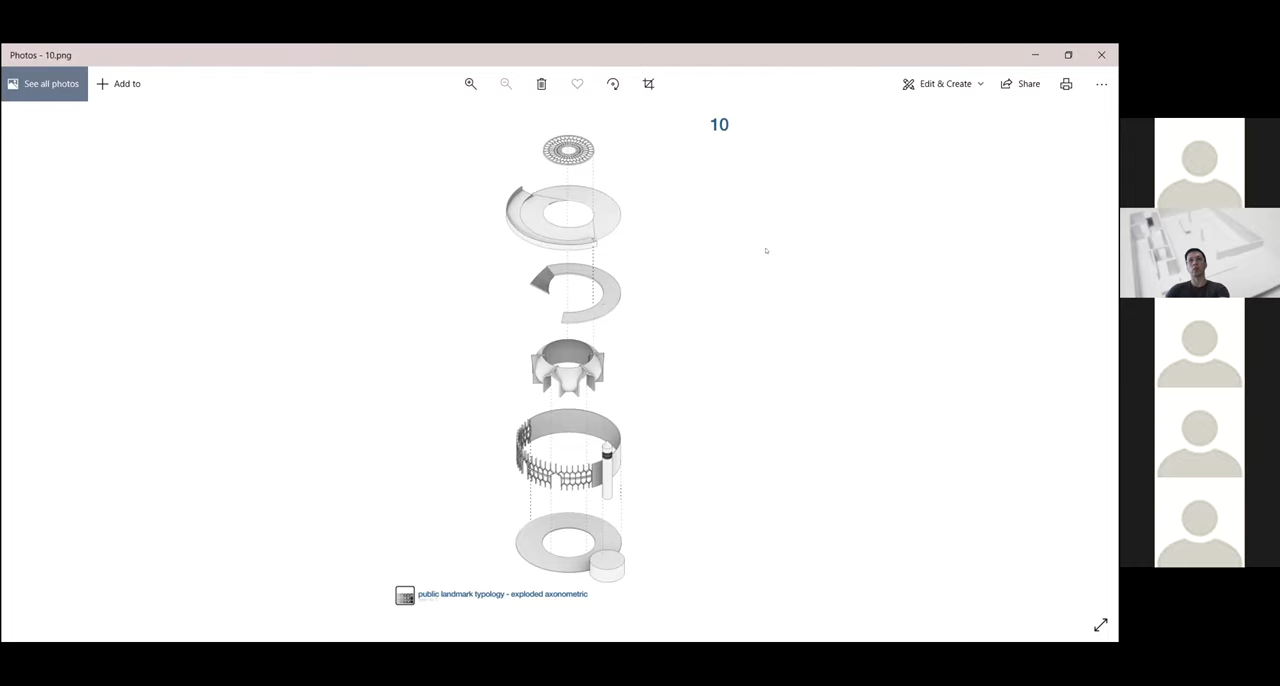 Photos - 10.png
See all photos
Add to
Edit & Create
Share
10
public landmark typology - exploded axonometric